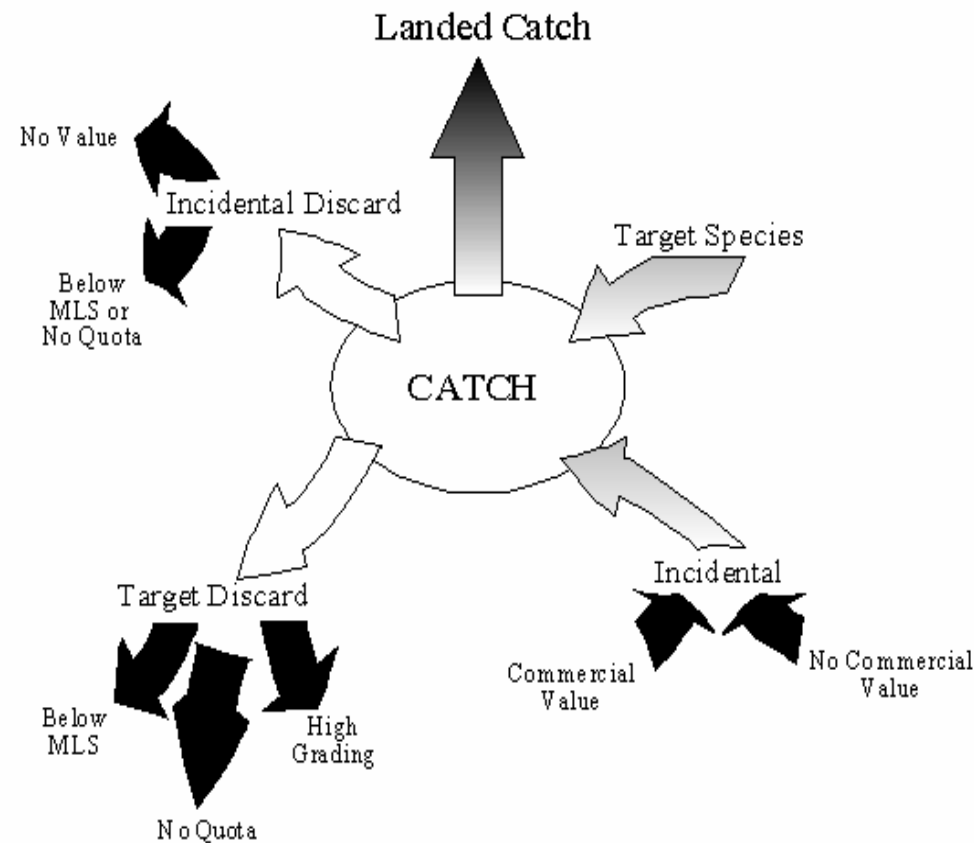 Landed Catch
No Value
Incidental Discard
Target Species
Below
MLS or
No Quota
CATCH
Incidental
Target Discard
Commercial
Value
No Commercial
Value
Below
MLS
High
Grading
No Quota